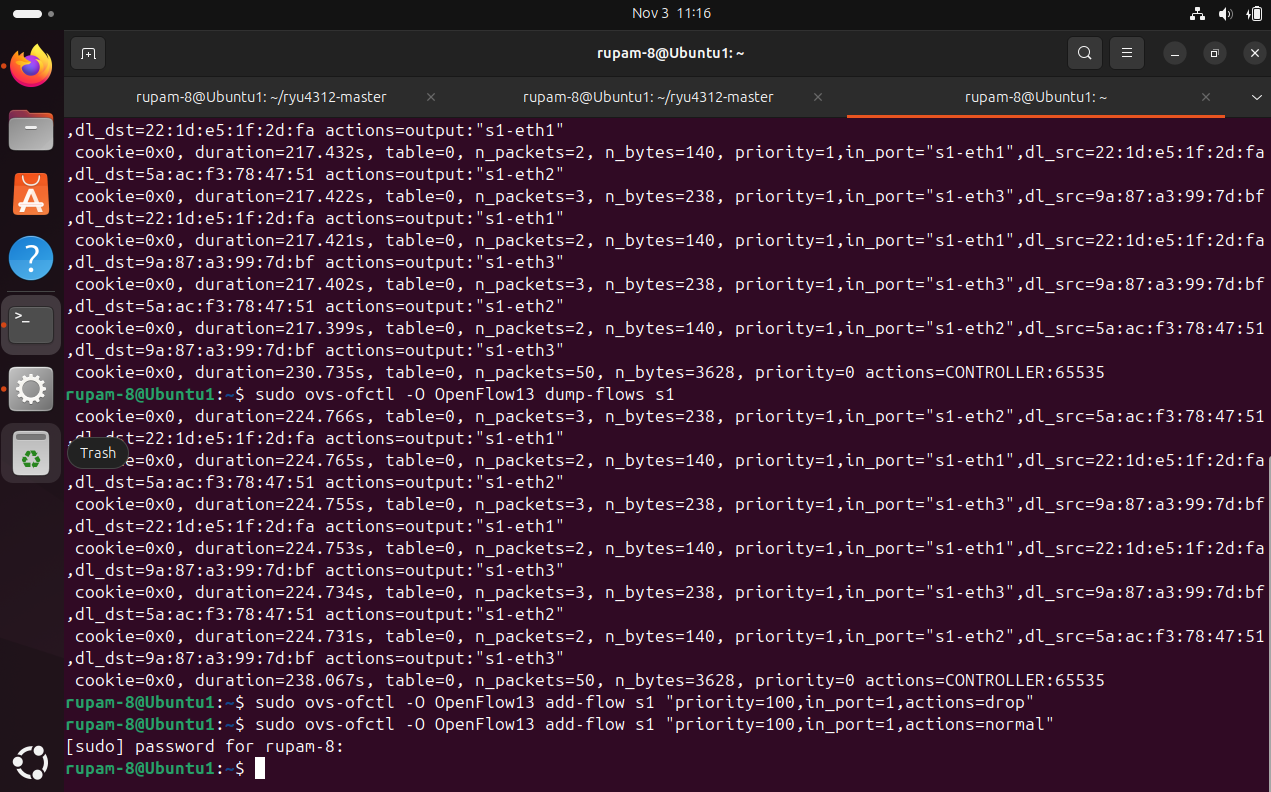 Nov 3 11:16
rupam-8@Ubuntu1: ~
rupam-8@Ubuntu1: ~/ryu4312-master
rupam-8@Ubuntu1: ~/ryu4312-master
rupam-8@Ubuntu1: ~
,dl_dst=22:1d:e5:1f:2d:fa actions=output:"s1-eth1"
cookie=0x0, duration=217.432s, table=0, n_packets=2, n_bytes=140, priority=1,in_port="s1-eth1",dl_src=22:1d:e5:1f:2d:fa
,dl_dst=5a:ac:f3:78:47:51 actions=output:"s1-eth2"
cookie=0x0, duration=217.422s, table=0, n_packets=3, n_bytes=238, priority=1,in_port="s1-eth3",dl_src=9a:87:a3:99:7d:bf
,dl_dst=22:1d:e5:1f:2d:fa actions=output:"s1-eth1"
cookie=0x0, duration=217.421s, table=0, n_packets=2, n_bytes=140, priority=1,in_port="s1-eth1",dl_src=22:1d:e5:1f:2d:fa
,dl_dst=9a:87:a3:99:7d:bf actions=output:"s1-eth3"
cookie=0x0, duration=217.402s, table=0, n_packets=3, n_bytes=238, priority=1,in_port="s1-eth3",dl_src=9a:87:a3:99:7d:bf
,dl_dst=5a:ac:f3:78:47:51 actions=output:"s1-eth2"
cookie=0x0, duration=217.399s, table=0, n_packets=2, n_bytes=140, priority=1,in_port="s1-eth2",dl_src=5a:ac:f3:78:47:51
,dl_dst=9a:87:a3:99:7d:bf actions=output:"s1-eth3"
cookie=0x0, duration=230.735s, table=0, n_packets=50, n_bytes=3628, priority=0 actions=CONTROLLER:65535
rupam-8@Ubuntu1:~$ sudo ovs-ofctl -O OpenFlow13 dump-flows s1
cookie=0x0, duration=224.766s, table=0, n_packets=3, n_bytes=238, priority=1,in_port="s1-eth2",dl_src=5a:ac:f3:78:47:51
,dl_dst=22:1d:e5:1f:2d:fa actions=output:"s1-eth1"
Trash
e=0x0, duration=224.765s, table=0, n_packets=2, n_bytes=140, priority=1,in_port="s1-eth1",dl_src=22:1d:e5:1f:2d:fa
,dl_dst=5a:ac:f3:78:47:51 actions=output:"s1-eth2"
cookie=0x0, duration=224.755s, table=0, n_packets=3, n_bytes=238, priority=1,in_port="s1-eth3",dl_src=9a:87:a3:99:7d:bf
,dl_dst=22:1d:e5:1f:2d:fa actions=output:"s1-eth1"
cookie=0x0, duration=224.753s, table=0, n_packets=2, n_bytes=140, priority=1,in_port="s1-eth1",dl_src=22:1d:e5:1f:2d:fa
,dl_dst=9a:87:a3:99:7d:bf actions=output:"s1-eth3"
cookie=0x0, duration=224.734s, table=0, n_packets=3, n_bytes=238, priority=1,in_port="s1-eth3",dl_src=9a:87:a3:99:7d:bf
,dl_dst=5a:ac:f3:78:47:51 actions=output:"s1-eth2"
cookie=0x0, duration=224.731s, table=0, n_packets=2, n_bytes=140, priority=1,in_port="s1-eth2",dl_src=5a:ac:f3:78:47:51
,dl_dst=9a:87:a3:99:7d:bf actions=output:"s1-eth3"
cookie=0x0, duration=238.067s, table=0, n_packets=50, n_bytes=3628, priority=0 actions=CONTROLLER:65535
rupam-8@Ubuntu1:~$ sudo ovs-ofctl -O OpenFlow13 add-flow s1 "priority=100,in_port=1,actions=drop"
rupam-8@Ubuntu1:~$ sudo ovs-ofctl -O OpenFlow13 add-flow s1 "priority=100,in_port=1,actions=normal"
[sudo] password for rupam-8:
rupam-8@Ubuntu1:~$